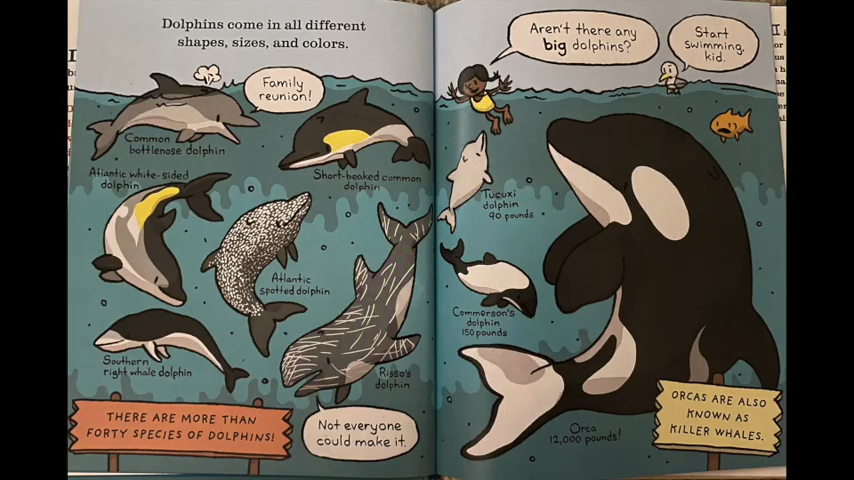 Dolphins come in all different
shapes, sizes, and colors.
Family
reunion!
Common
bottlenose dolphin
Short-beaked common
dolphin
Atlantic white-sided
dolphin
Atlantic
spotted dolphin
Southern
right whale dolphin
Risso's
dolphin
THERE ARE MORE THAN
FORTY SPECIES OF DOLPHINS!
Not everyone
could make it.
Aren't there any
big dolphins?
Start
swimming,
kid.
Tucuxi
dolphin
90 pounds
Commerson's
dolphin
150 pounds
Orca
12,000 pounds!
ORCAS ARE ALSO
KNOWN AS
KILLER WHALES.